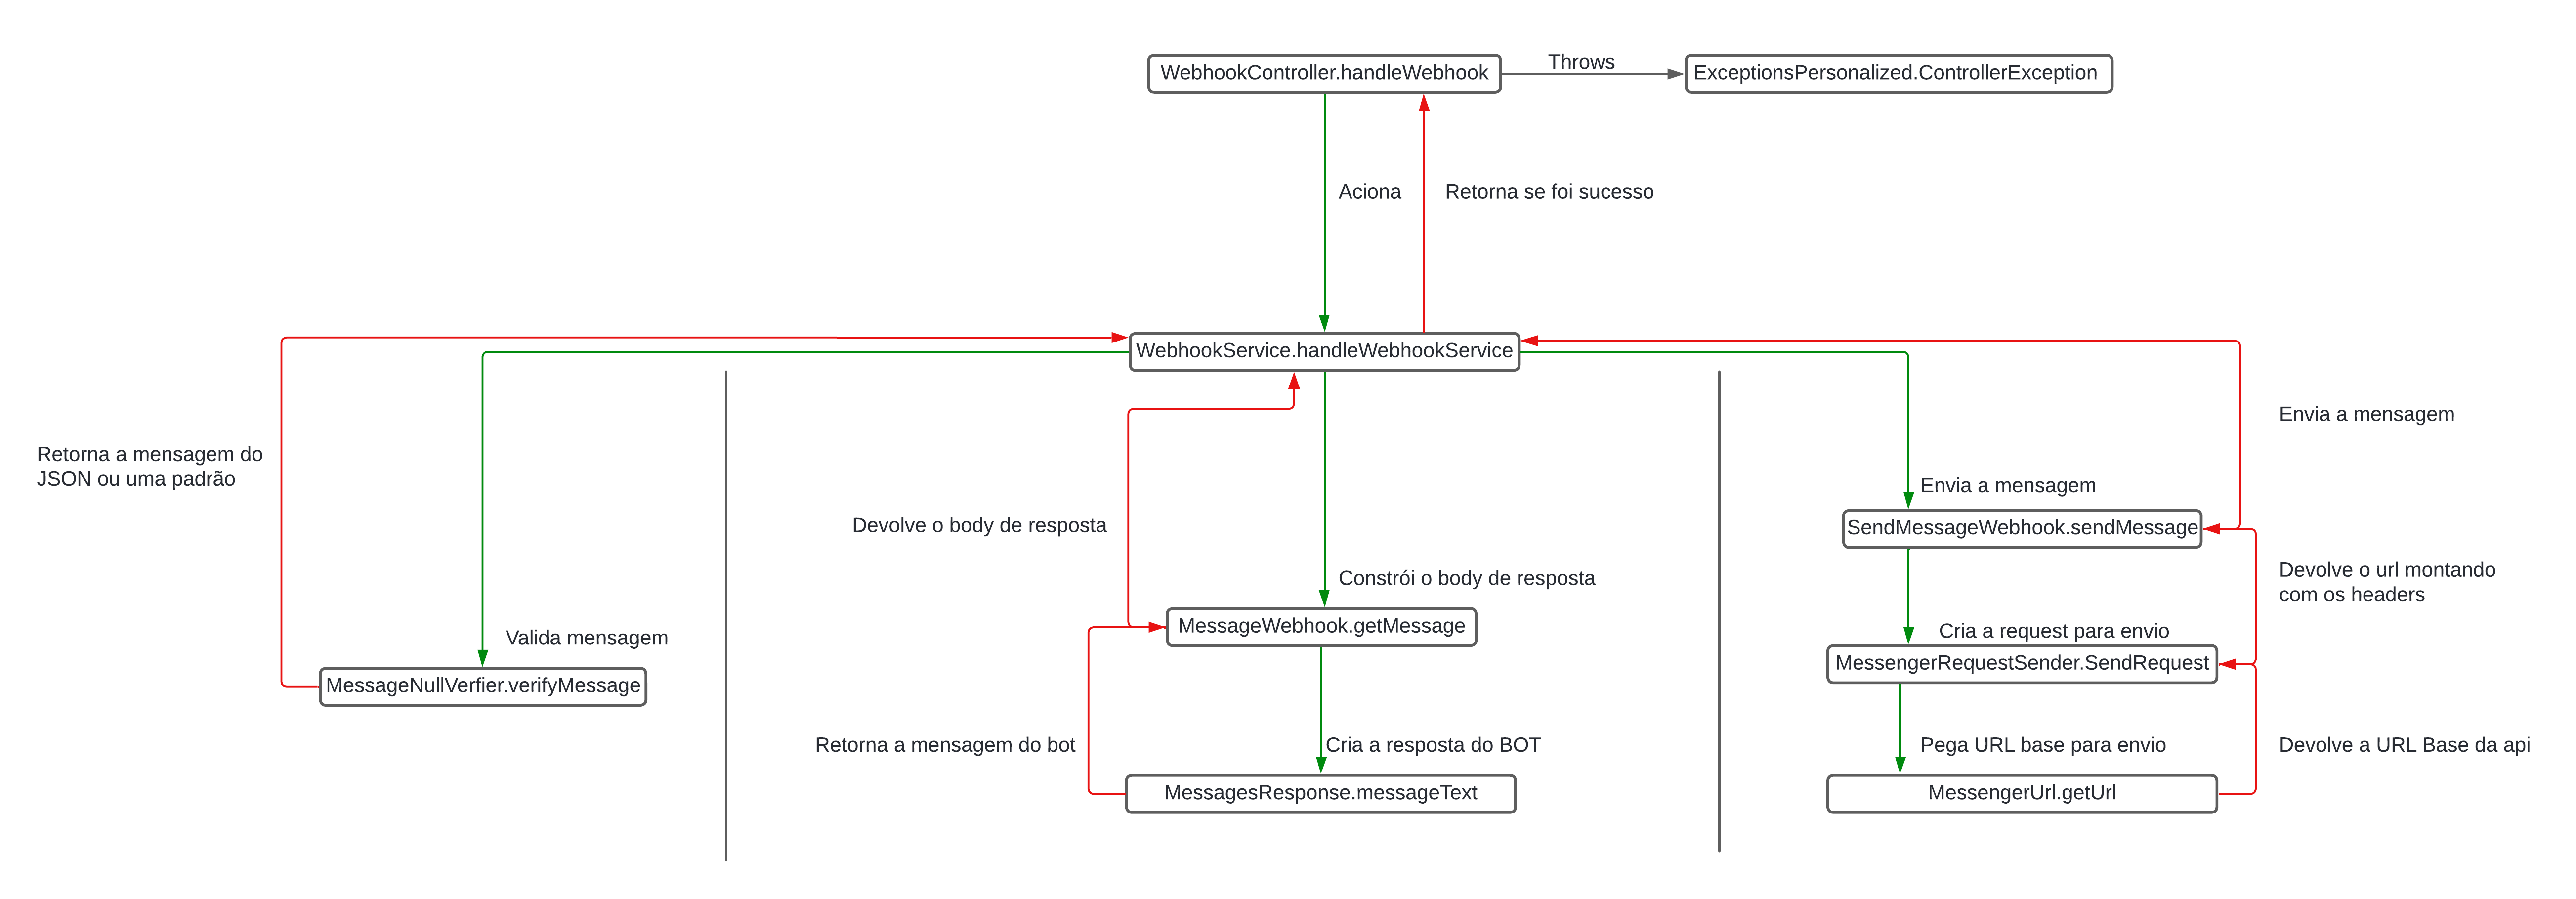 WebhookController.handleWebhook
Throws
ExceptionsPersonalized.ControllerException
Aciona
Retorna se foi sucesso
WebhookService.handleWebhookService
Retorna a mensagem do
JSON ou uma padrão
Valida mensagem
MessageNullVerfier.verifyMessage
Devolve o body de resposta
Constrói o body de resposta
MessageWebhook.getMessage
Retorna a mensagem do bot
Cria a resposta do BOT
MessagesResponse.messageText
Envia a mensagem
Envia a mensagem
SendMessageWebhook.sendMessage
Devolve o url montando
com os headers
Cria a request para envio
MessengerRequestSender.SendRequest
Pega URL base para envio
Devolve a URL Base da api
MessengerUrl.getUrl